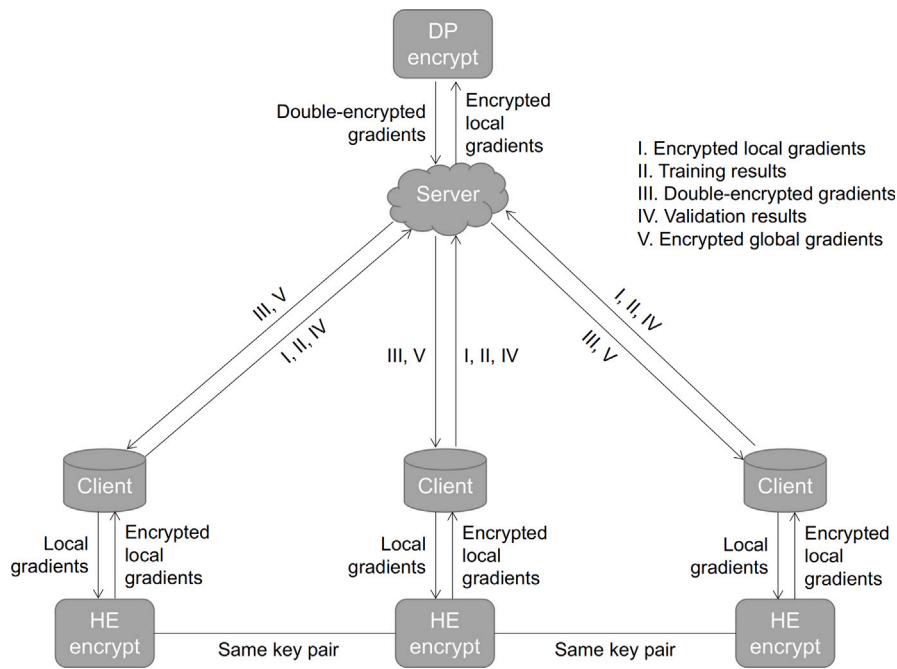 DP
encrypt
Double-encrypted
gradients
Encrypted
local
gradients
Server
I. Encrypted local gradients
II. Training results
III. Double-encrypted gradients
IV. Validation results
V. Encrypted global gradients
III, V
I, II, IV
III, V
I, II, IV
I, II, IV
III, V
Client
Client
Client
Local
gradients
Encrypted
local
gradients
Local
gradients
Encrypted
local
gradients
Local
gradients
Encrypted
local
gradients
HE
encrypt
Same key pair
HE
encrypt
Same key pair
HE
encrypt